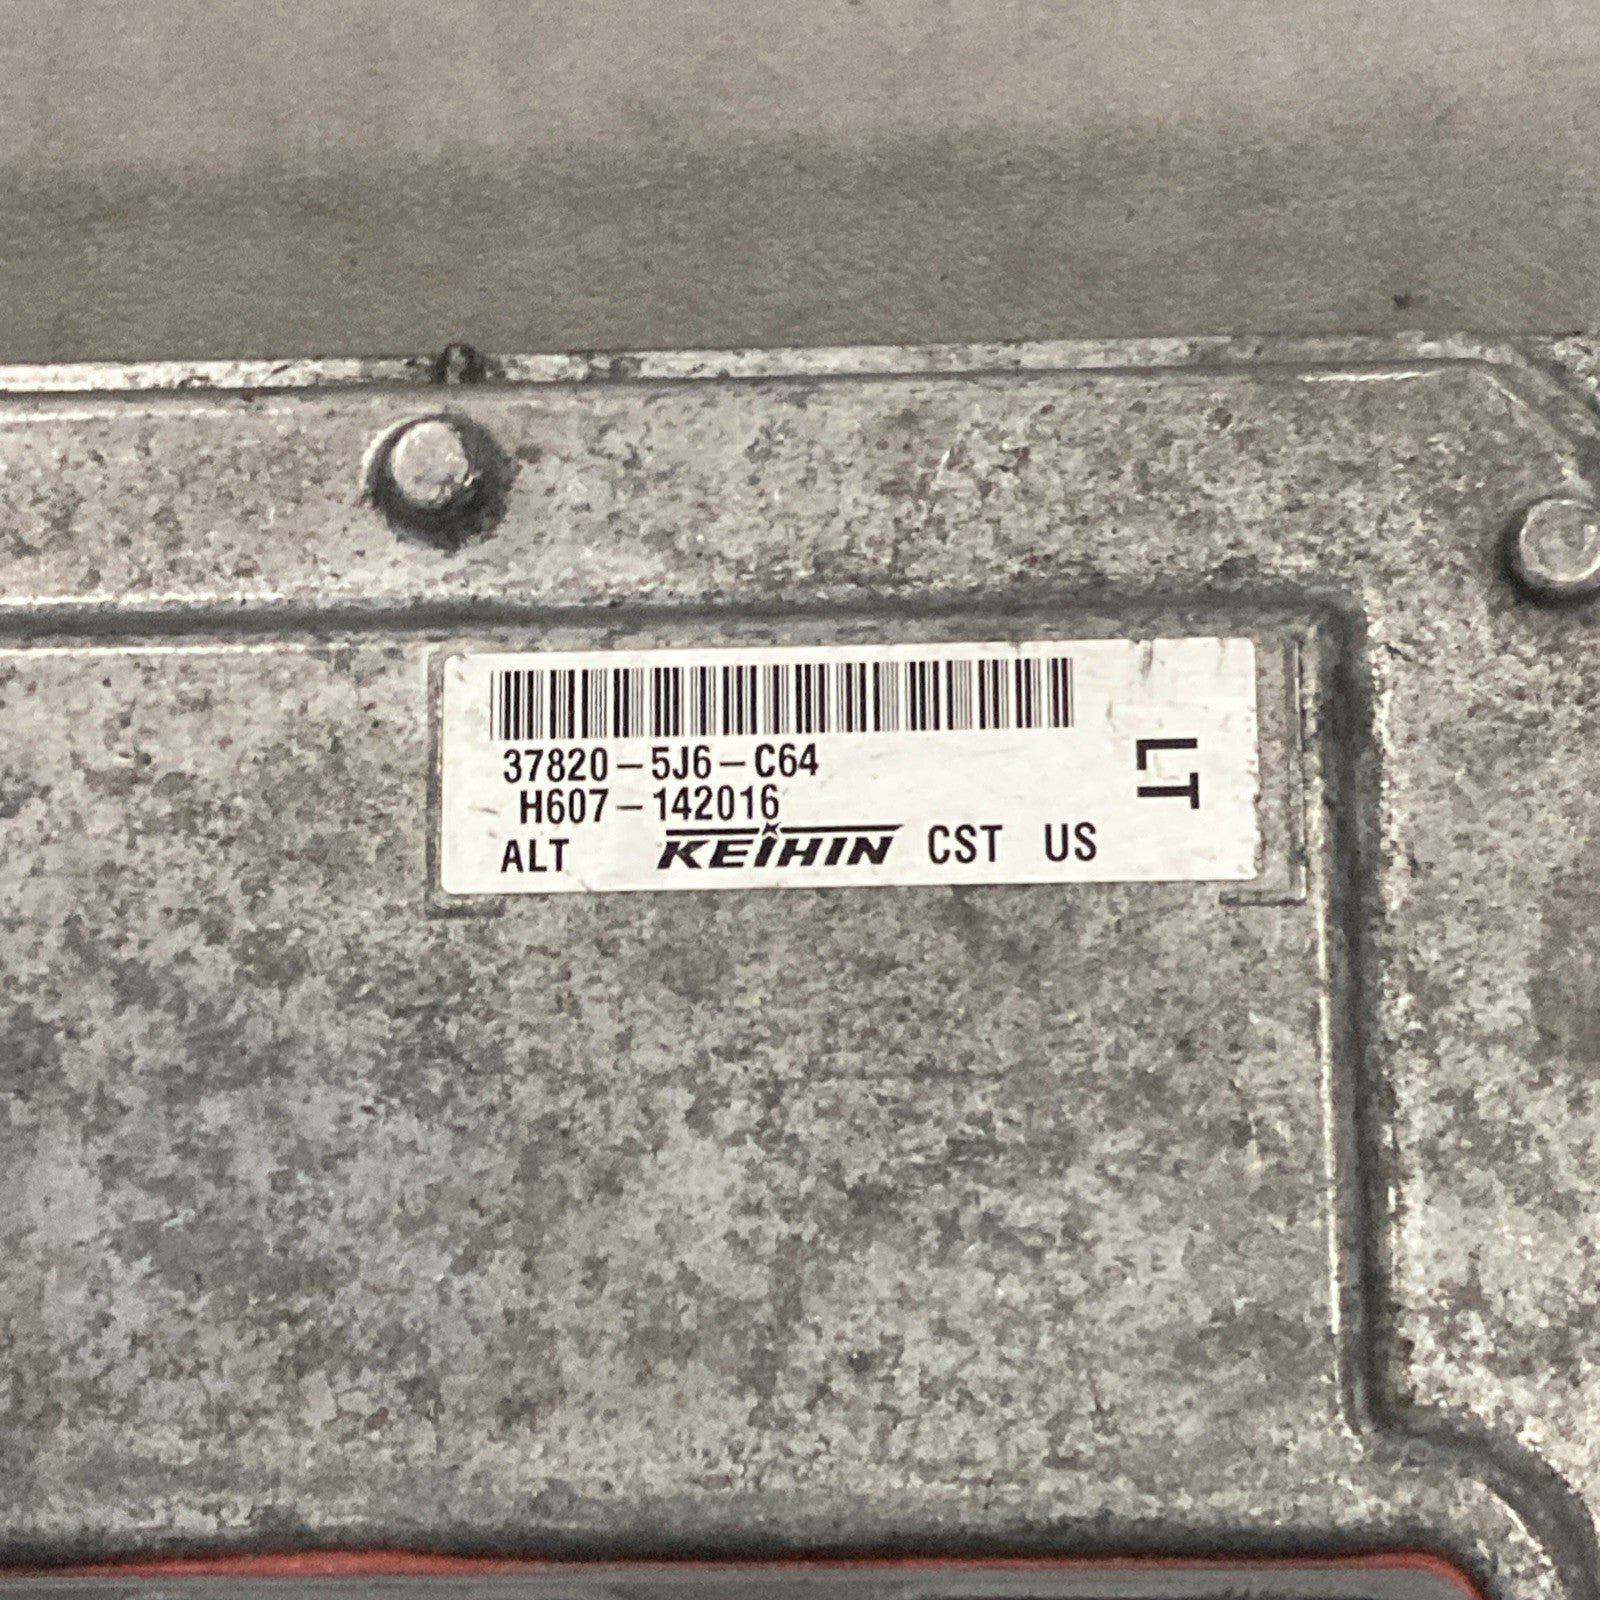 37820-5J6-C64
H607-142016
ALT KEIHIN CST US
LT